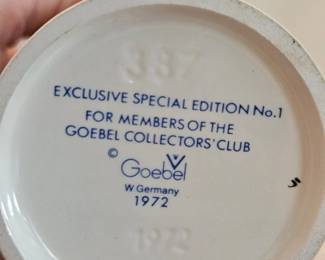 387
EXCLUSIVE SPECIAL EDITION No.1
FOR MEMBERS OF THE
GOEBEL COLLECTORS' CLUB
© Goebel
W. Germany
1972
1972